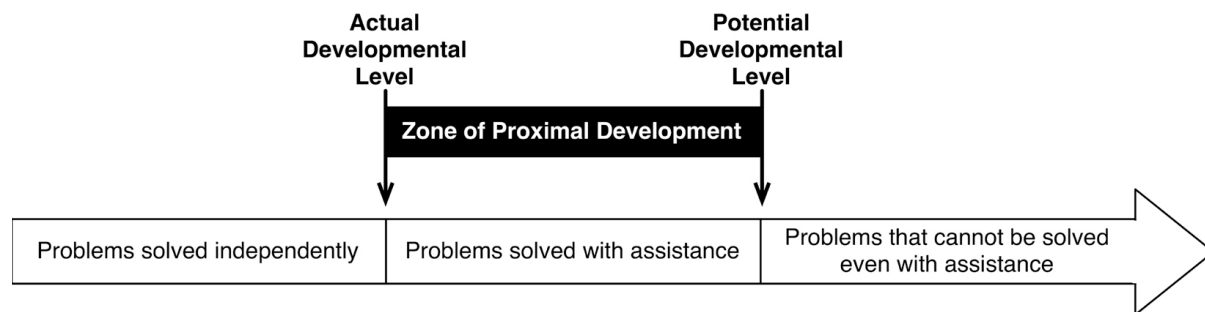 Actual
Developmental
Level
Potential
Developmental
Level
Zone of Proximal Development
Problems solved independently
Problems solved with assistance
Problems that cannot be solved
even with assistance